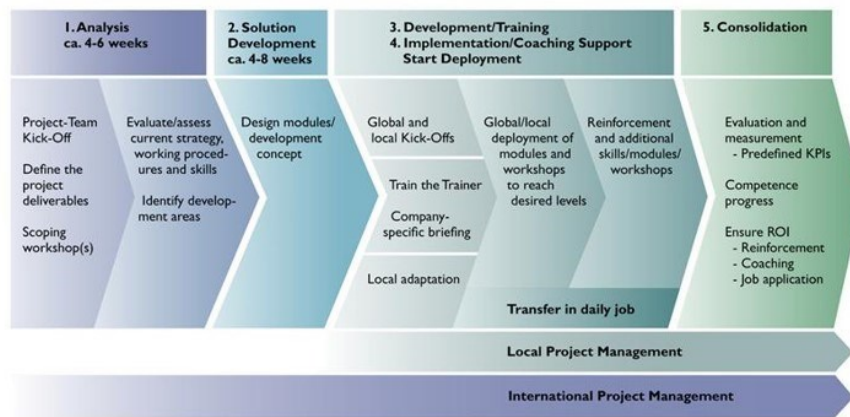 1. Analysis
ca. 4-6 weeks
2. Solution
Development
ca. 4-8 weeks
3. Development/Training
4. Implementation/Coaching Support
Start Deployment
5. Consolidation
Project-Team
Kick-Off
Define the
project
deliverables
Scoping
workshop(s)
Evaluate/assess
current strategy,
working proced-
ures and skills
Identify develop-
ment areas
Design modules/
development
concept
Global and
local Kick-Offs
Train the Trainer
Company-
specific briefing
Local adaptation
Global/local
deployment of
modules and
workshops
to reach
desired levels
Reinforcement
and additional
skills/modules/
workshops
Transfer in daily job
Evaluation and
measurement
- Predefined KPIs
Competence
progress
Ensure ROI
- Reinforcement
- Coaching
- Job application
Local Project Management
International Project Management